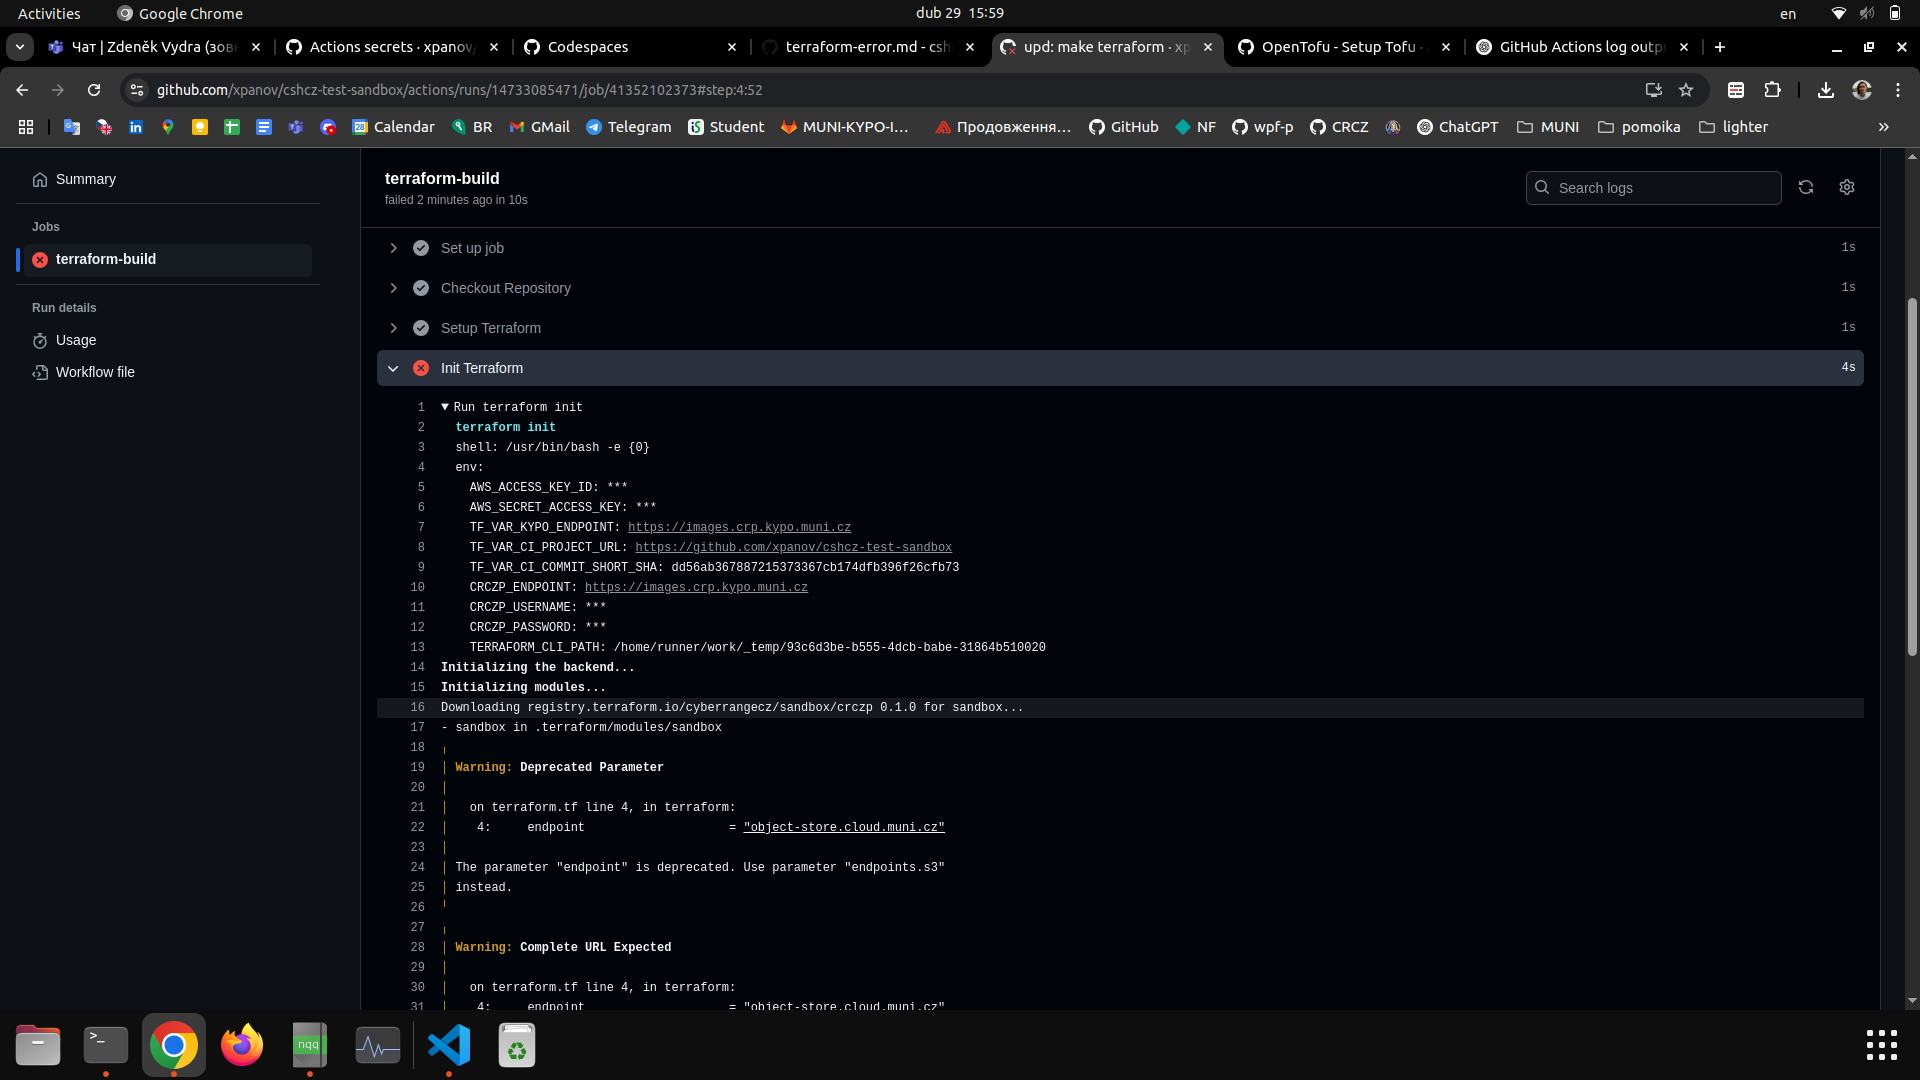 Activities
Google Chrome
dub 29 15:59
en
Чат | Zdeněk Vydra (зовн
Actions secrets · xpanov/
Codespaces
terraform-error.md - csh
upd: make terraform · xp
OpenTofu - Setup Tofu ·
GitHub Actions log outp
github.com/xpanov/cshcz-test-sandbox/actions/runs/14733085471/job/41352102373#step:4:52
Calendar
BR
GMail
Telegram
Student
MUNI-KYPO-I...
Продовження...
GitHub
NF
wpf-p
CRCZ
ChatGPT
MUNI
pomoika
lighter
»
Summary
Jobs
terraform-build
Run details
Usage
Workflow file
terraform-build
failed 2 minutes ago in 10s
Search logs
Set up job 1s
Checkout Repository 1s
Setup Terraform 1s
Init Terraform 4s
1 ▼ Run terraform init
2 terraform init
3 shell: /usr/bin/bash -e {0}
4 env:
5 AWS_ACCESS_KEY_ID: ***
6 AWS_SECRET_ACCESS_KEY: ***
7 TF_VAR_KYPO_ENDPOINT: https://images.crp.kypo.muni.cz
8 TF_VAR_CI_PROJECT_URL: https://github.com/xpanov/cshcz-test-sandbox
9 TF_VAR_CI_COMMIT_SHORT_SHA: dd56ab367887215373367cb174dfb396f26cfb73
10 CRCZP_ENDPOINT: https://images.crp.kypo.muni.cz
11 CRCZP_USERNAME: ***
12 CRCZP_PASSWORD: ***
13 TERRAFORM_CLI_PATH: /home/runner/work/_temp/93c6d3be-b555-4dcb-babe-31864b510020
14 Initializing the backend...
15 Initializing modules...
16 Downloading registry.terraform.io/cyberrangecz/sandbox/crczp 0.1.0 for sandbox...
17 - sandbox in .terraform/modules/sandbox
18 ╷
19 │ Warning: Deprecated Parameter
20 │
21 │ on terraform.tf line 4, in terraform:
22 │ 4: endpoint = "object-store.cloud.muni.cz"
23 │
24 │ The parameter "endpoint" is deprecated. Use parameter "endpoints.s3"
25 │ instead.
26 ╵
27 ╷
28 │ Warning: Complete URL Expected
29 │
30 │ on terraform.tf line 4, in terraform:
31 │ 4: endpoint = "object-store.cloud.muni.cz"
nqq